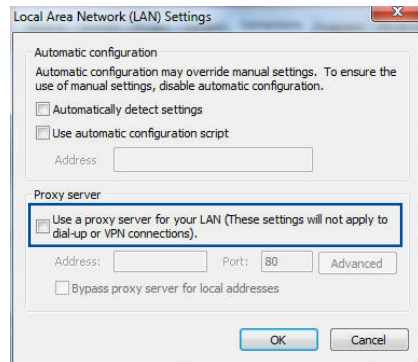 Local Area Network (LAN) Settings
Automatic configuration
Automatic configuration may override manual settings. To ensure the
use of manual settings, disable automatic configuration.
Automatically detect settings
Use automatic configuration script
Address
Proxy server
Use a proxy server for your LAN (These settings will not apply to
dial-up or VPN connections).
Address: Port: 80 Advanced
Bypass proxy server for local addresses
OK Cancel